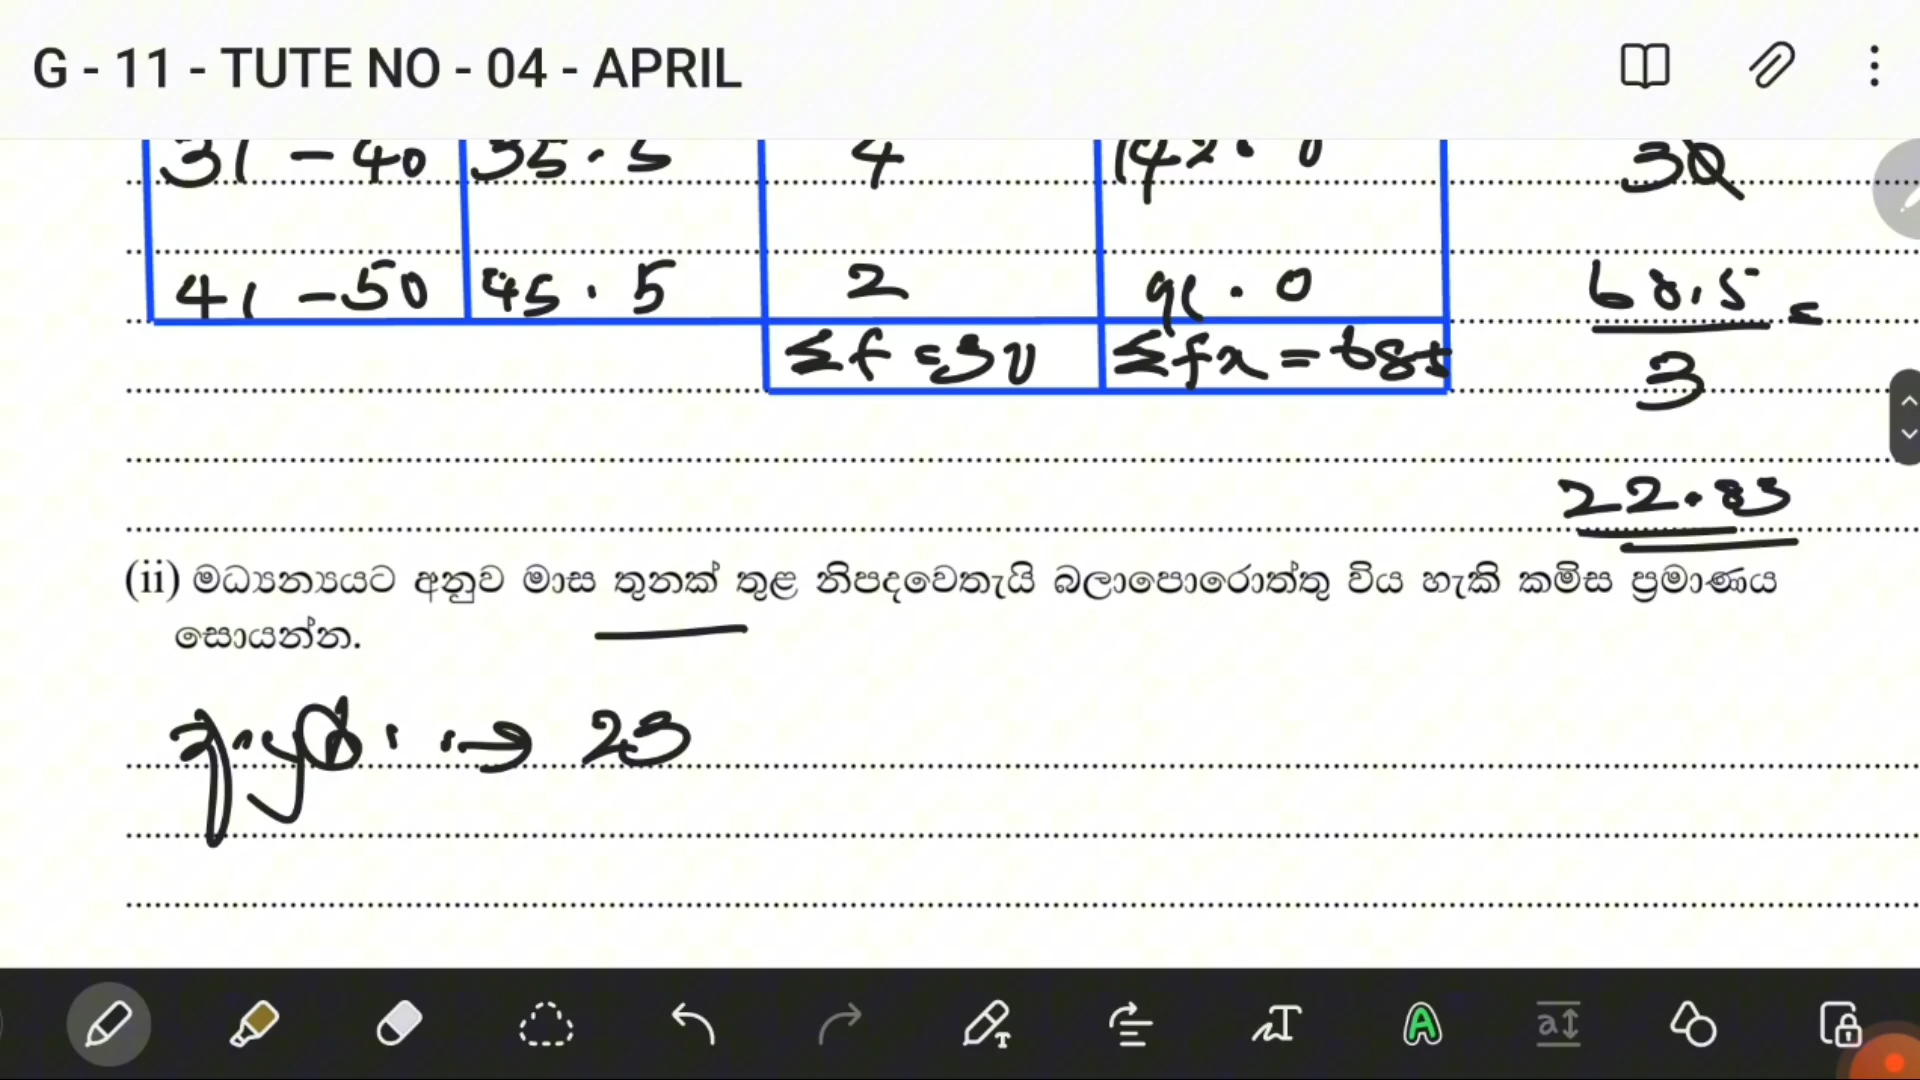 G - 11 - TUTE NO - 04 - APRIL
31 - 40 35.5 4 142.0 30
41 - 50 45.5 2 91.0 68.5 =
Σf = 30 Σfx = 685 3
22.83
(ii) මධ්‍යන්‍යයට අනුව මාස තුනක් තුළ නිපදවෙතැයි බලාපොරොත්තු විය හැකි කමිස ප්‍රමාණය
සොයන්න.
→ 23